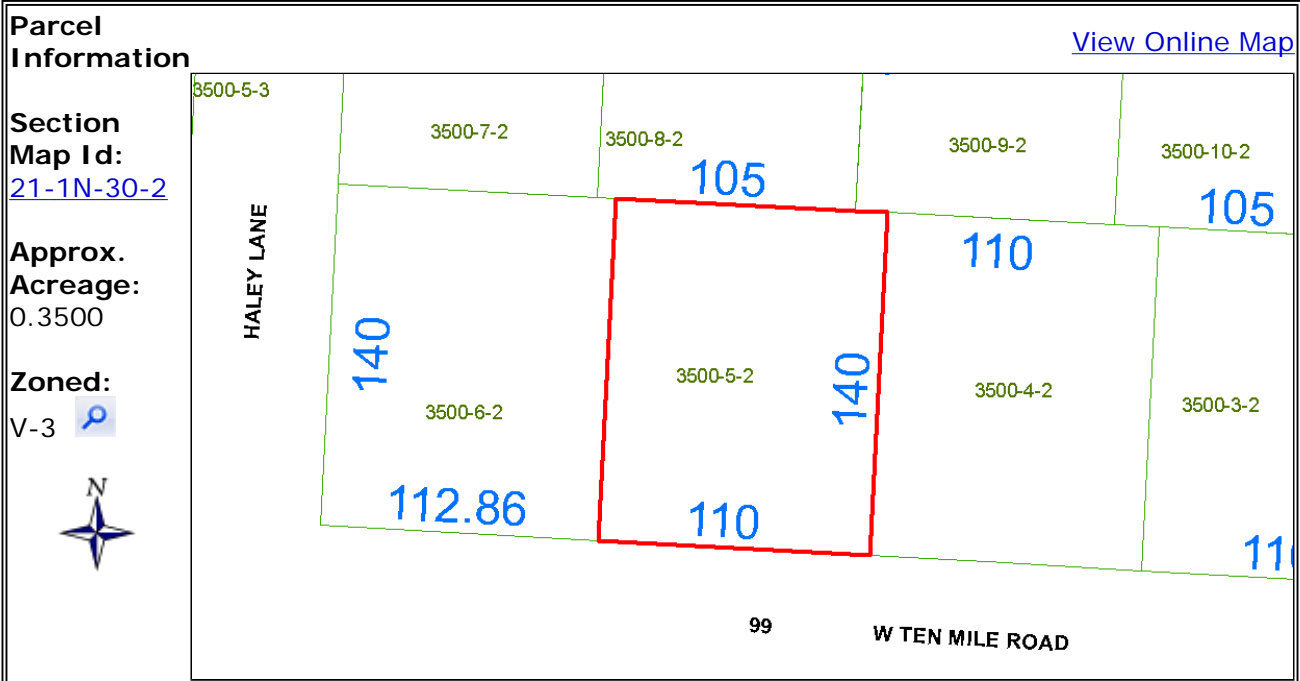 Parcel
Information
View Online Map
Section
Map Id:
21-1N-30-2
Approx.
Acreage:
0.3500
Zoned:
V-3
N
3500-5-3
3500-7-2
3500-8-2
105
3500-9-2
3500-10-2
105
HALEY LANE
110
140
3500-6-2
3500-5-2
140
3500-4-2
3500-3-2
112.86
110
99
W TEN MILE ROAD